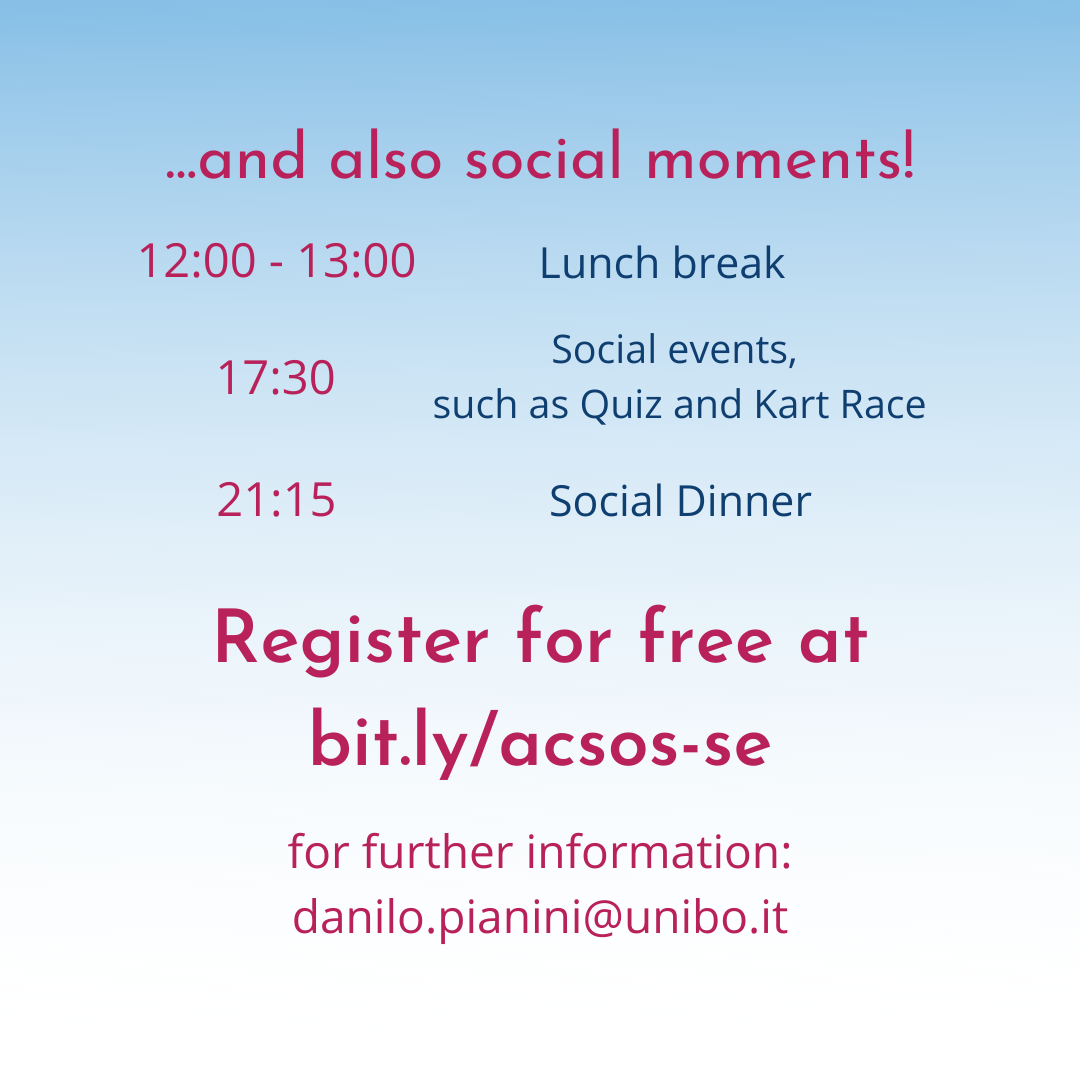 ...and also social moments!
12:00 - 13:00 Lunch break
17:30 Social events,
such as Quiz and Kart Race
21:15 Social Dinner
Register for free at
bit.ly/acsos-se
for further information:
danilo.pianini@unibo.it